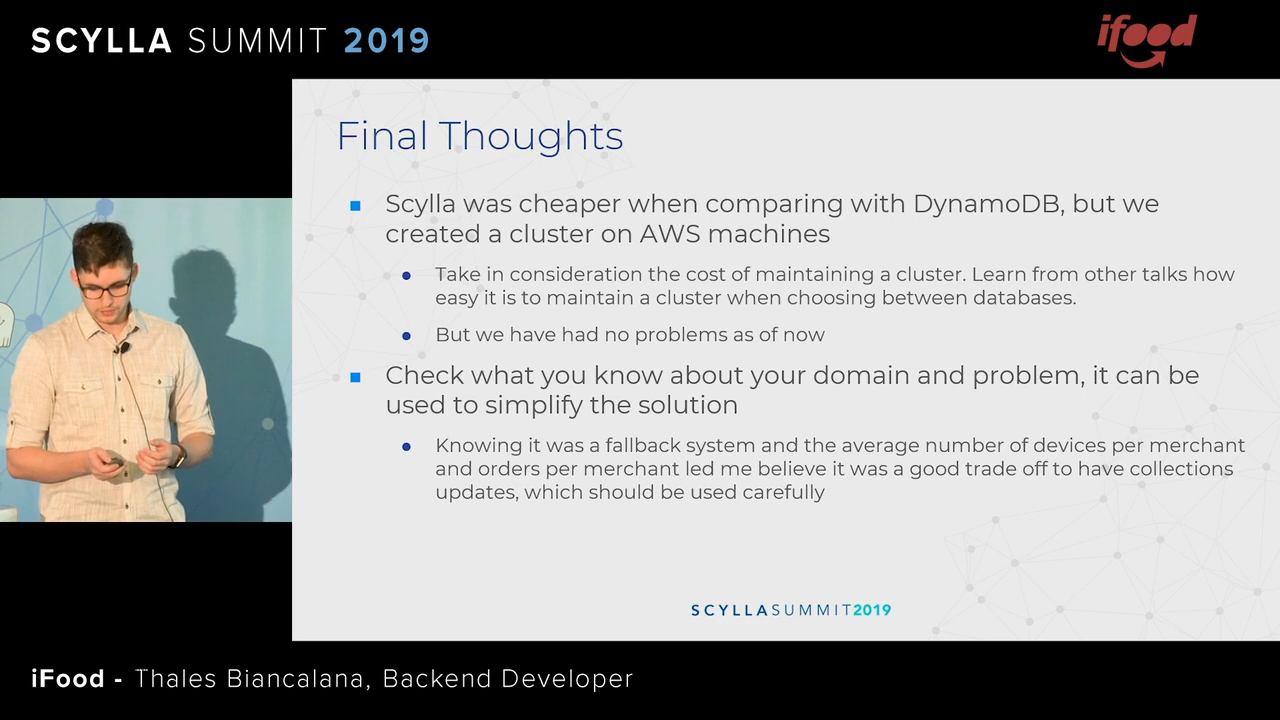 SCYLLA SUMMIT 2019
ifood
Final Thoughts
Scylla was cheaper when comparing with DynamoDB, but we
created a cluster on AWS machines
Take in consideration the cost of maintaining a cluster. Learn from other talks how
easy it is to maintain a cluster when choosing between databases.
But we have had no problems as of now
Check what you know about your domain and problem, it can be
used to simplify the solution
Knowing it was a fallback system and the average number of devices per merchant
and orders per merchant led me believe it was a good trade off to have collections
updates, which should be used carefully
SCYLLASUMMIT2019
iFood - Thales Biancalana, Backend Developer